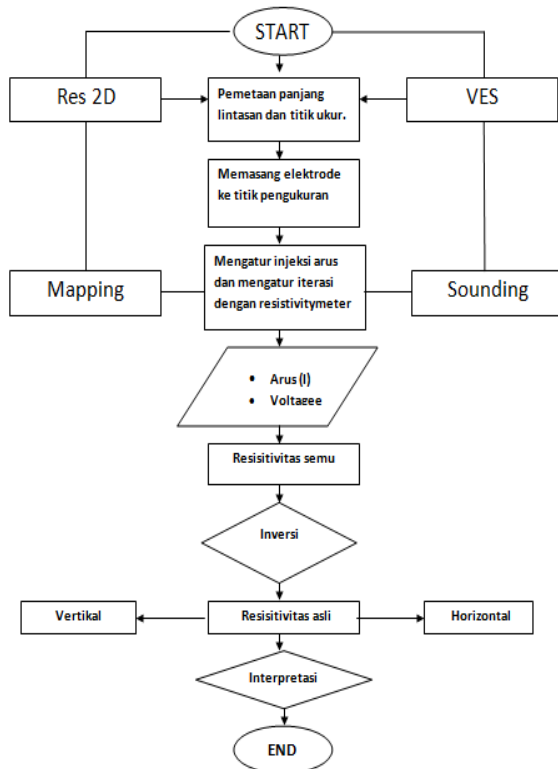 START
Res 2D
Pemetaan panjang
lintasan dan titik ukur.
VES
Memasang elektrode
ke titik pengukuran
Mapping
Mengatur injeksi arus
dan mengatur iterasi
dengan resistivitymeter
Sounding
• Arus (I)
• Voltagee
Resisitivitas semu
Inversi
Vertikal
Resisitivitas asli
Horizontal
Interpretasi
END